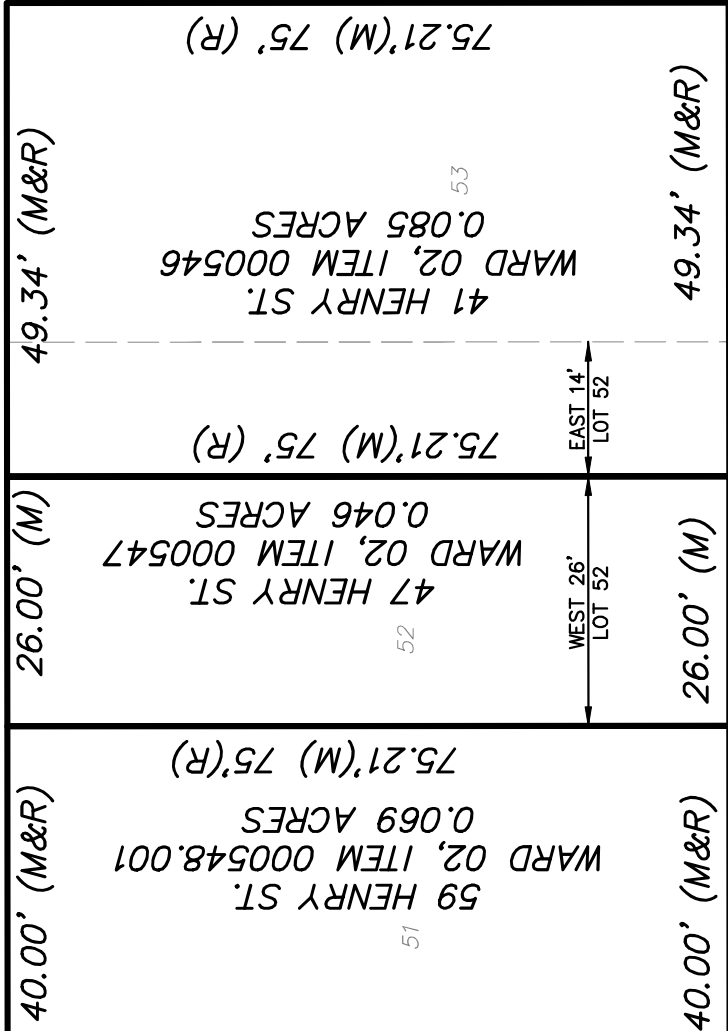 75.21'(M) 75' (R)
49.34' (M&R)
49.34' (M&R)
53
41 HENRY ST.
WARD 02, ITEM 000546
0.085 ACRES
EAST 14'
LOT 52
75.21'(M) 75' (R)
26.00' (M)
26.00' (M)
47 HENRY ST.
WARD 02, ITEM 000547
0.046 ACRES
52
WEST 26'
LOT 52
75.21'(M) 75'(R)
40.00' (M&R)
40.00' (M&R)
59 HENRY ST.
WARD 02, ITEM 000548.001
0.069 ACRES
51